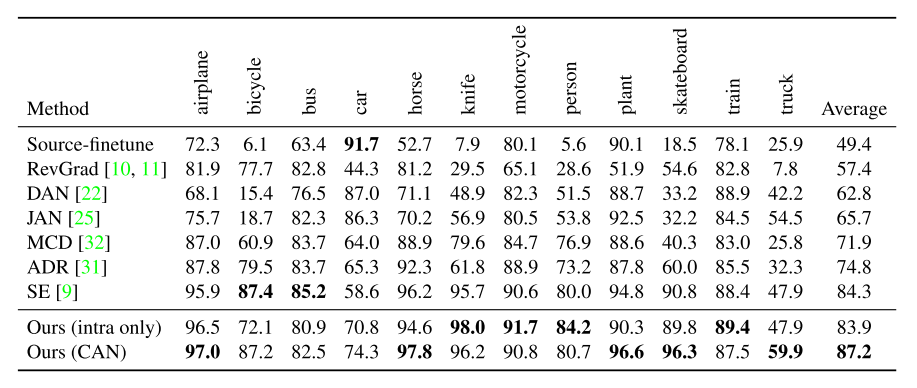 Method airplane bicycle bus car horse knife motorcycle person plant skateboard train truck Average
Source-finetune 72.3 6.1 63.4 91.7 52.7 7.9 80.1 5.6 90.1 18.5 78.1 25.9 49.4
RevGrad [10, 11] 81.9 77.7 82.8 44.3 81.2 29.5 65.1 28.6 51.9 54.6 82.8 7.8 57.4
DAN [22] 68.1 15.4 76.5 87.0 71.1 48.9 82.3 51.5 88.7 33.2 88.9 42.2 62.8
JAN [25] 75.7 18.7 82.3 86.3 70.2 56.9 80.5 53.8 92.5 32.2 84.5 54.5 65.7
MCD [32] 87.0 60.9 83.7 64.0 88.9 79.6 84.7 76.9 88.6 40.3 83.0 25.8 71.9
ADR [31] 87.8 79.5 83.7 65.3 92.3 61.8 88.9 73.2 87.8 60.0 85.5 32.3 74.8
SE [9] 95.9 87.4 85.2 58.6 96.2 95.7 90.6 80.0 94.8 90.8 88.4 47.9 84.3
Ours (intra only) 96.5 72.1 80.9 70.8 94.6 98.0 91.7 84.2 90.3 89.8 89.4 47.9 83.9
Ours (CAN) 97.0 87.2 82.5 74.3 97.8 96.2 90.8 80.7 96.6 96.3 87.5 59.9 87.2